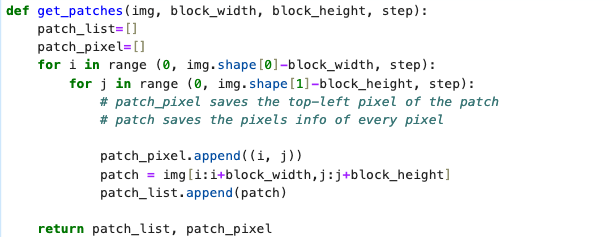 def get_patches(img, block_width, block_height, step):
    patch_list=[]
    patch_pixel=[]
    for i in range (0, img.shape[0]-block_width, step):
        for j in range (0, img.shape[1]-block_height, step):
            # patch_pixel saves the top-left pixel of the patch
            # patch saves the pixels info of every pixel

            patch_pixel.append((i, j))
            patch = img[i:i+block_width,j:j+block_height]
            patch_list.append(patch)

    return patch_list, patch_pixel